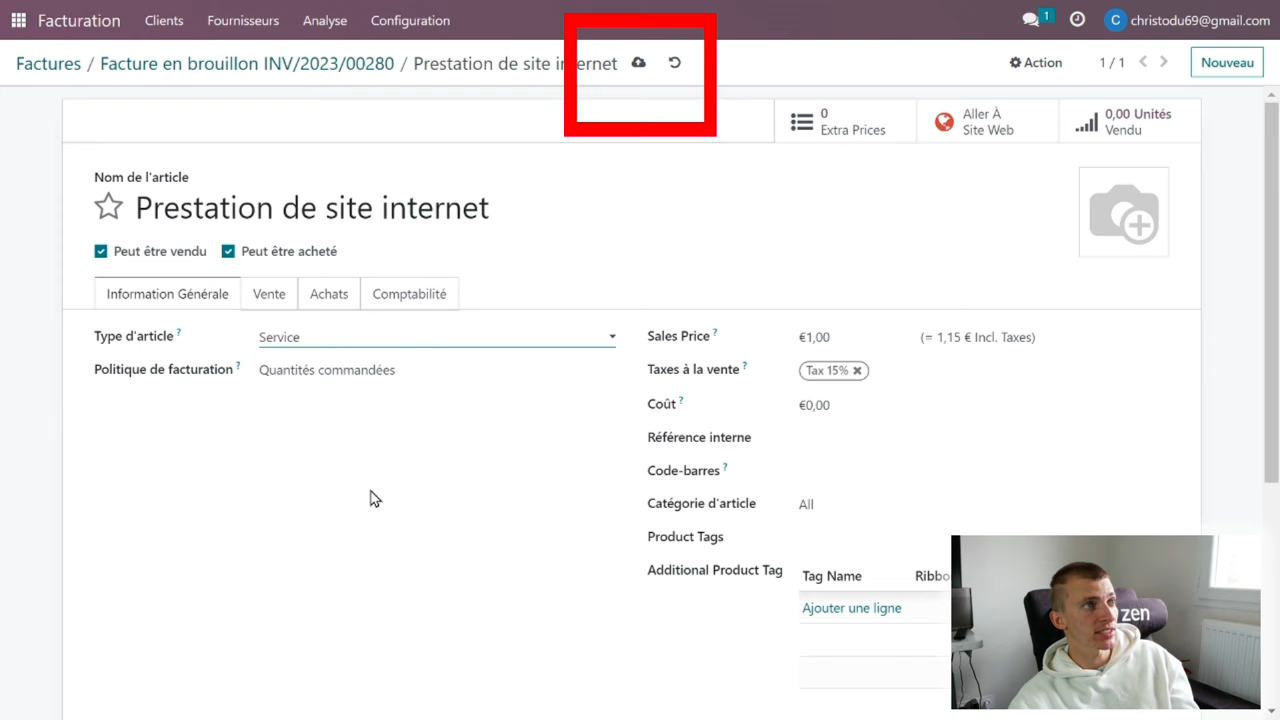 Facturation Clients Fournisseurs Analyse Configuration 1 C christodu69@gmail.com
Factures / Facture en brouillon INV/2023/00280 / Prestation de site internet Action 1 / 1 Nouveau
0 Extra Prices
Aller À Site Web
0,00 Unités Vendu
Nom de l'article
Prestation de site internet
Peut être vendu Peut être acheté
Information Générale Vente Achats Comptabilité
Type d'article ? Service Sales Price ? €1,00 (= 1,15 € Incl. Taxes)
Politique de facturation ? Quantités commandées Taxes à la vente ? Tax 15% ✖
Coût ? €0,00
Référence interne
Code-barres ?
Catégorie d'article All
Product Tags
Additional Product Tag Tag Name Ribbo
Ajouter une ligne
zen